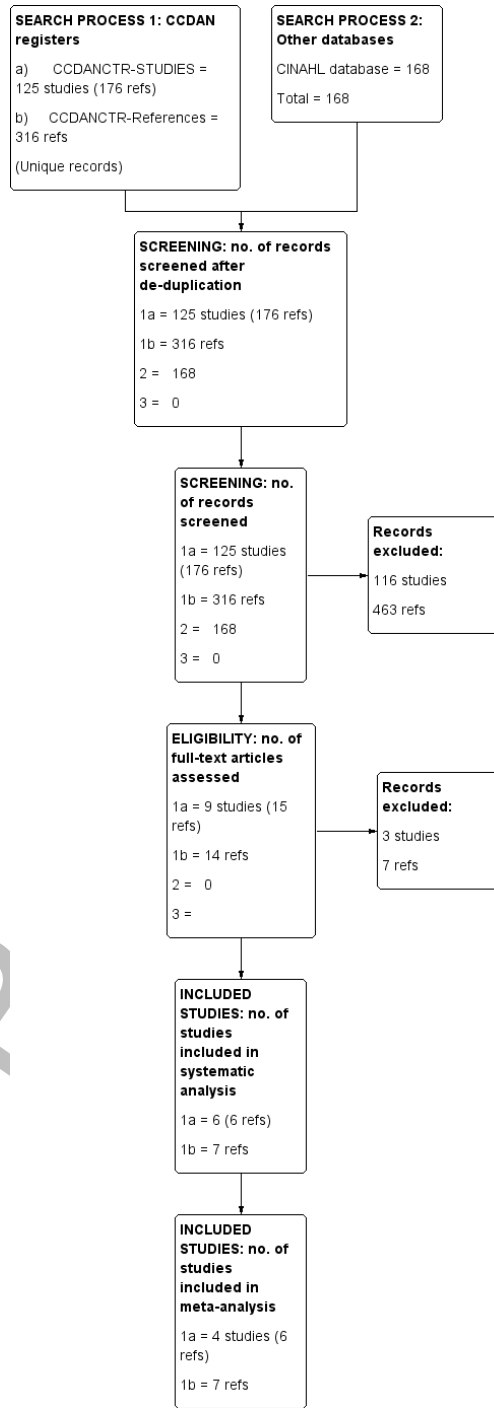 SEARCH PROCESS 1: CCDAN
registers
a) CCDANCTR-STUDIES =
125 studies (176 refs)
b) CCDANCTR-References =
316 refs
(Unique records)
SEARCH PROCESS 2:
Other databases
CINAHL database = 168
Total = 168
SCREENING: no. of records
screened after
de-duplication
1a = 125 studies (176 refs)
1b = 316 refs
2 = 168
3 = 0
SCREENING: no.
of records
screened
1a = 125 studies
(176 refs)
1b = 316 refs
2 = 168
3 = 0
Records
excluded:
116 studies
463 refs
ELIGIBILITY: no. of
full-text articles
assessed
1a = 9 studies (15
refs)
1b = 14 refs
2 = 0
3 =
Records
excluded:
3 studies
7 refs
INCLUDED
STUDIES: no. of
studies
included in
systematic
analysis
1a = 6 (6 refs)
1b = 7 refs
INCLUDED
STUDIES: no. of
studies
included in
meta-analysis
1a = 4 studies (6
refs)
1b = 7 refs